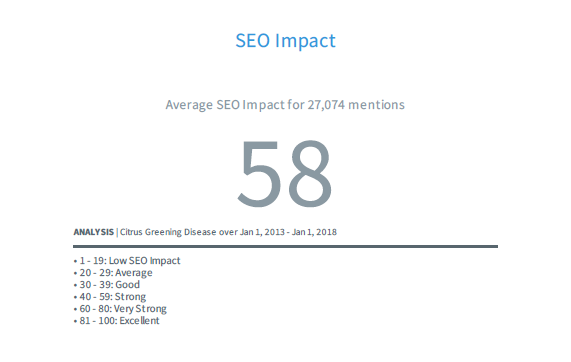 SEO Impact
Average SEO Impact for 27,074 mentions
58
ANALYSIS | Citrus Greening Disease over Jan 1, 2013 - Jan 1, 2018
• 1 - 19: Low SEO Impact
• 20 - 29: Average
• 30 - 39: Good
• 40 - 59: Strong
• 60 - 80: Very Strong
• 81 - 100: Excellent